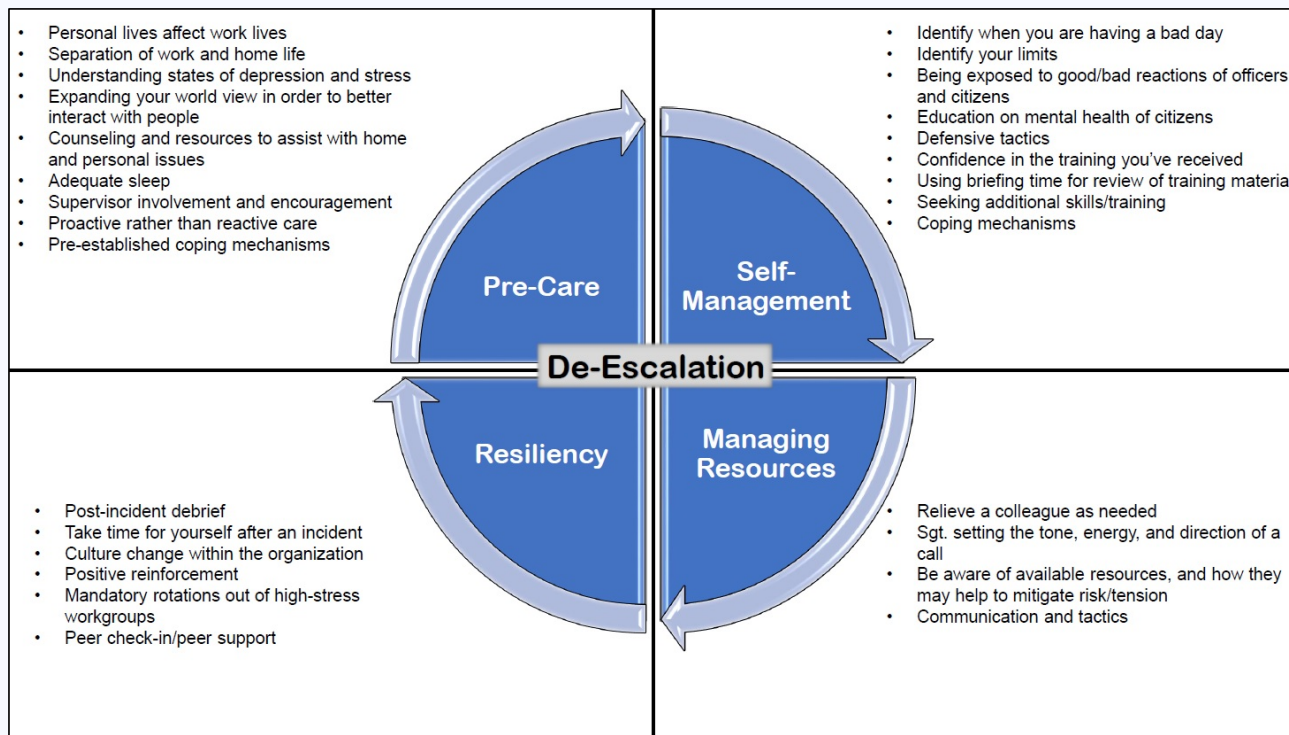 • Personal lives affect work lives
• Separation of work and home life
• Understanding states of depression and stress
• Expanding your world view in order to better
interact with people
• Counseling and resources to assist with home
and personal issues
• Adequate sleep
• Supervisor involvement and encouragement
• Proactive rather than reactive care
• Pre-established coping mechanisms
• Identify when you are having a bad day
• Identify your limits
• Being exposed to good/bad reactions of officers
and citizens
• Education on mental health of citizens
• Defensive tactics
• Confidence in the training you've received
• Using briefing time for review of training materia
• Seeking additional skills/training
• Coping mechanisms
Pre-Care
Self-
Management
De-Escalation
Resiliency
Managing
Resources
• Post-incident debrief
• Take time for yourself after an incident
• Culture change within the organization
• Positive reinforcement
• Mandatory rotations out of high-stress
workgroups
• Peer check-in/peer support
• Relieve a colleague as needed
• Sgt. setting the tone, energy, and direction of a
call
• Be aware of available resources, and how they
may help to mitigate risk/tension
• Communication and tactics